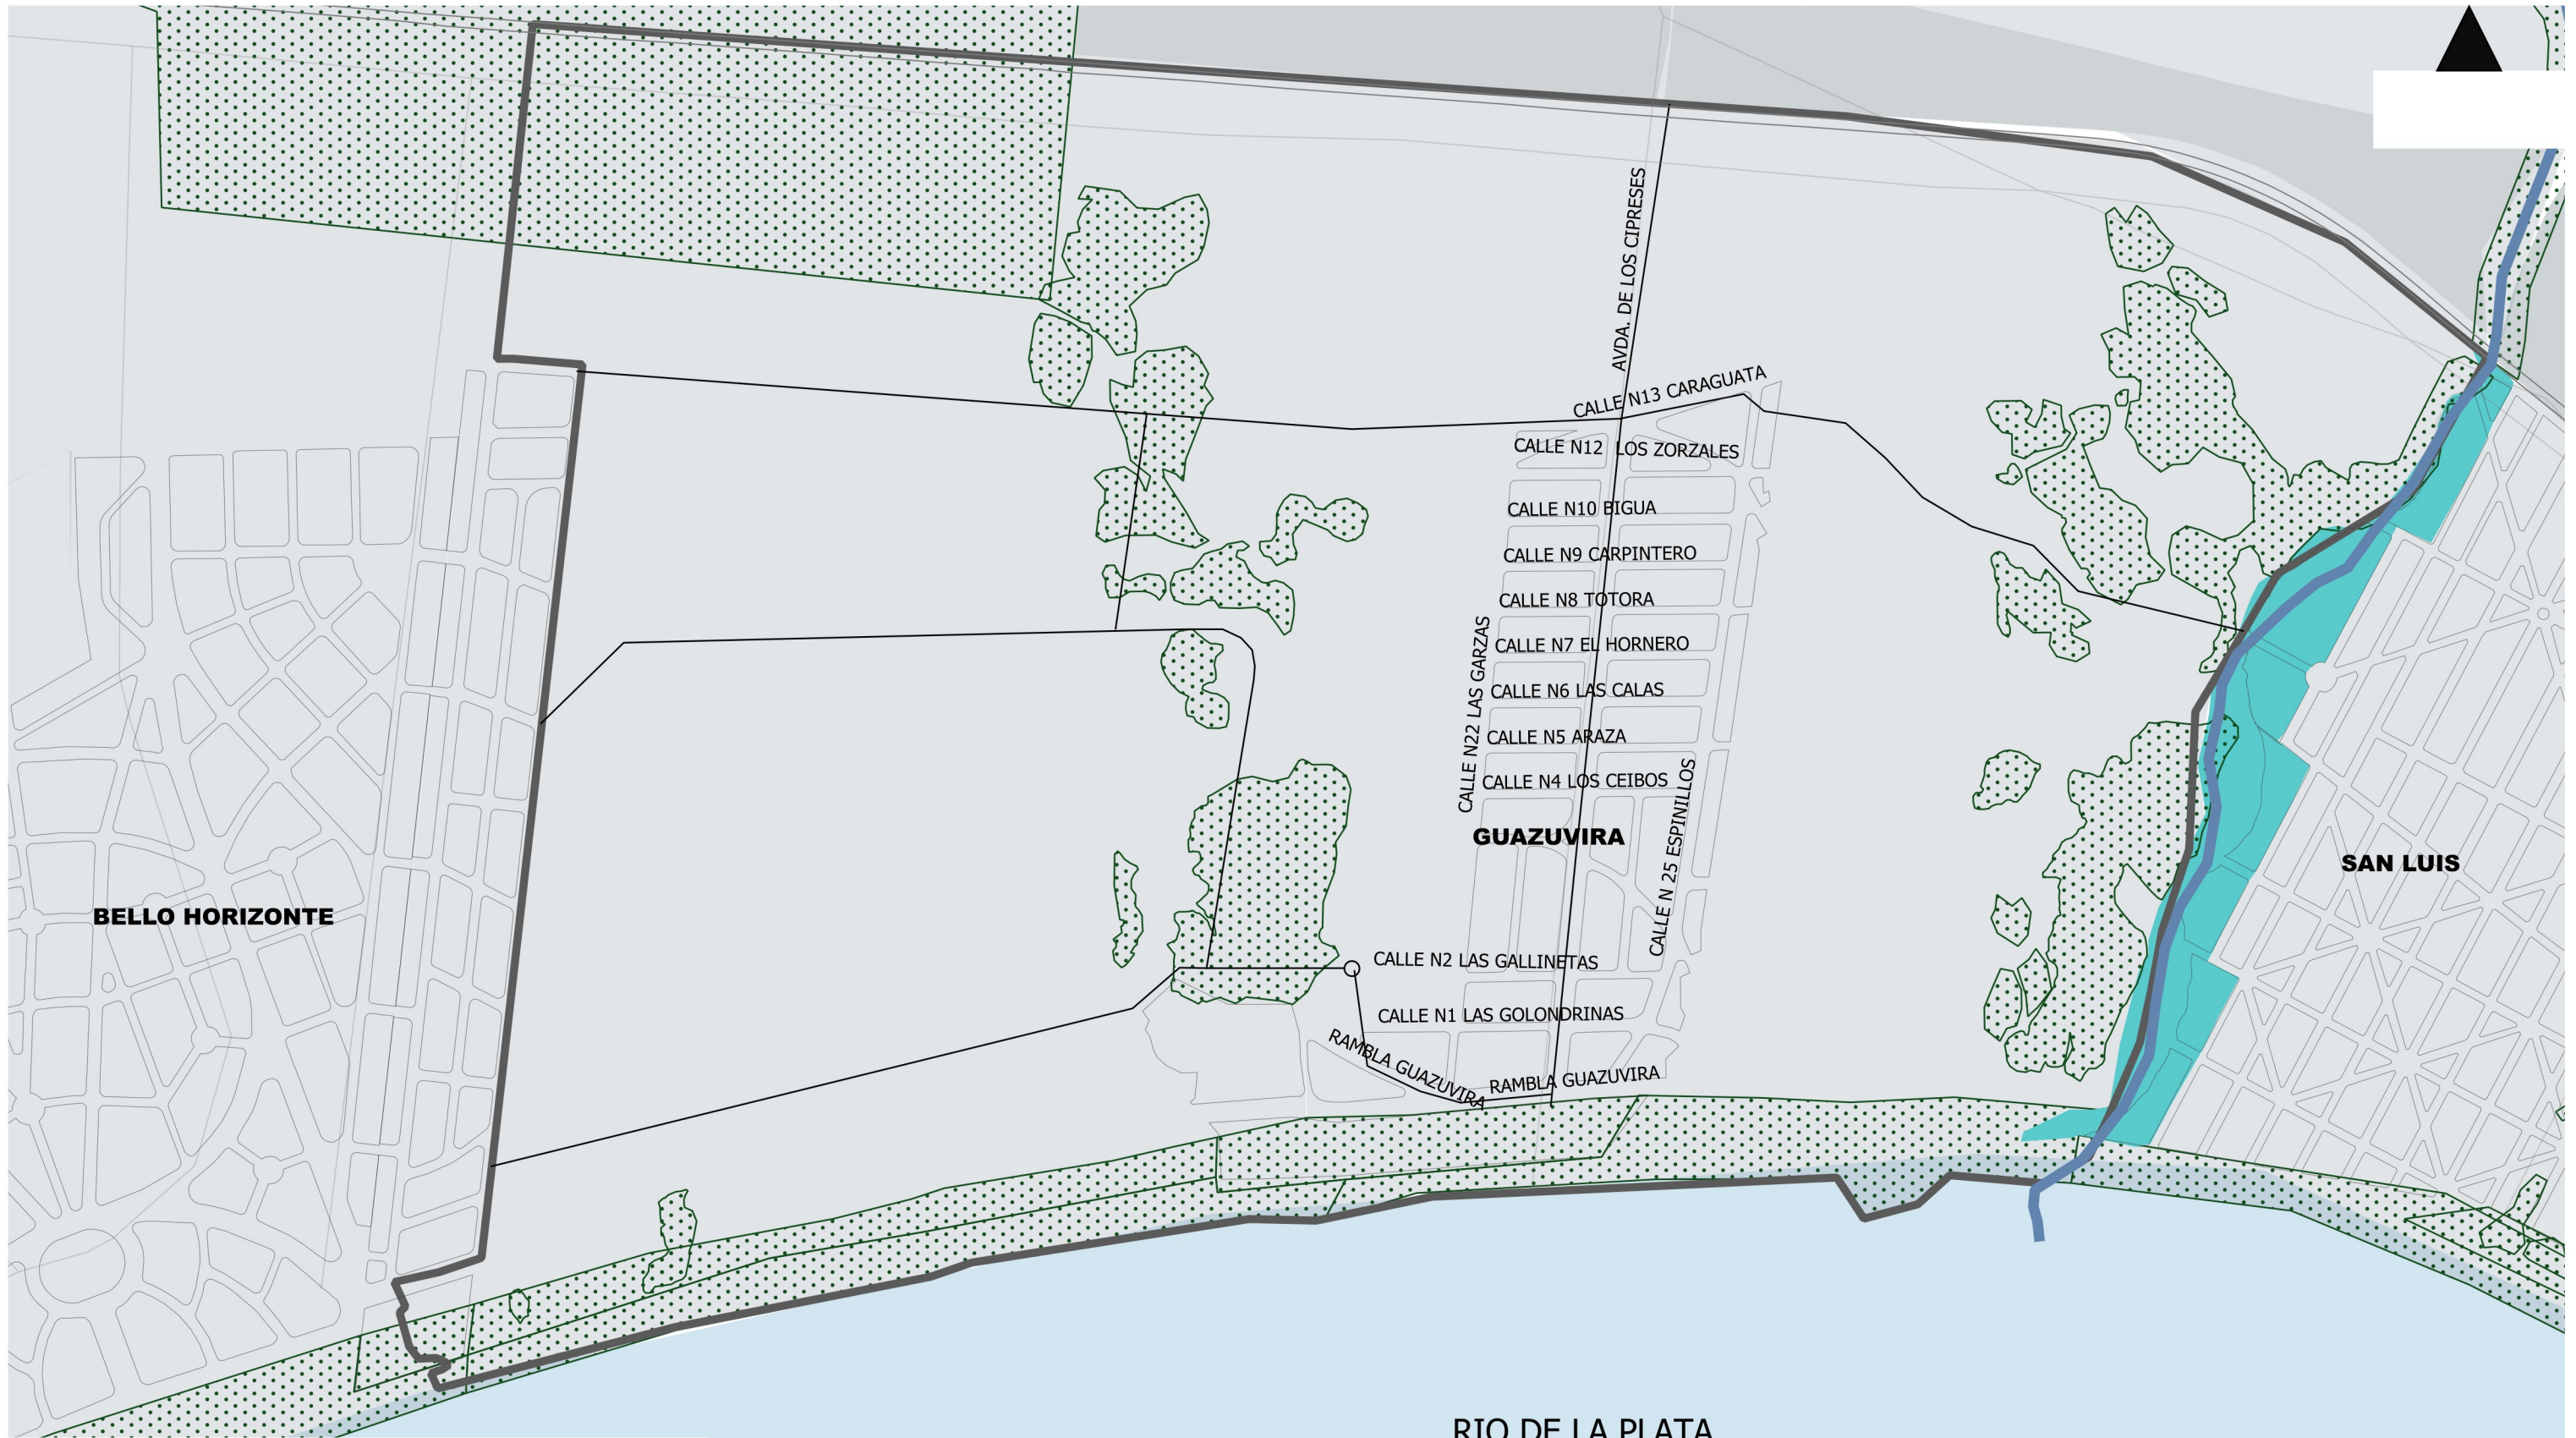 AVDA. DE LOS CIPRESES
CALLE N13 CARAGUATA
CALLE N12 LOS ZORZALES
CALLE N10 BIGUA
CALLE N9 CARPINTERO
CALLE N8 TOTORA
CALLE N7 EL HORNERO
CALLE N22 LAS GARZAS
CALLE N6 LAS CALAS
CALLE N5 ARAZA
CALLE N4 LOS CEIBOS
CALLE N 25 ESPINILLOS
GUAZUVIRA
SAN LUIS
BELLO HORIZONTE
CALLE N2 LAS GALLINETAS
CALLE N1 LAS GOLONDRINAS
RAMBLA GUAZUVIRA
RAMBLA GUAZUVIRA
RIO DE LA PLATA